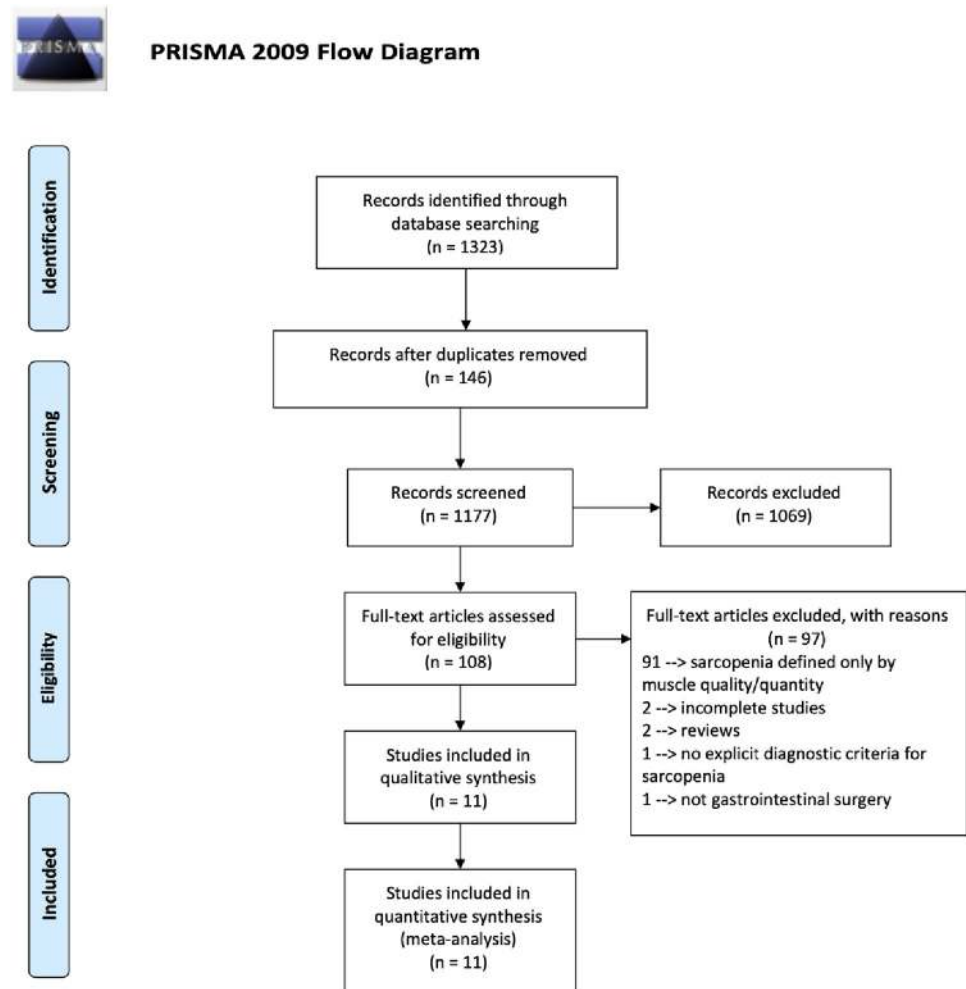 PRISMA
PRISMA 2009 Flow Diagram
Identification
Records identified through
database searching
(n = 1323)
Records after duplicates removed
(n = 146)
Screening
Records screened
(n = 1177)
Records excluded
(n = 1069)
Eligibility
Full-text articles assessed
for eligibility
(n = 108)
Full-text articles excluded, with reasons
(n = 97)
91 --> sarcopenia defined only by
muscle quality/quantity
2 --> incomplete studies
2 --> reviews
1 --> no explicit diagnostic criteria for
sarcopenia
1 --> not gastrointestinal surgery
Studies included in
qualitative synthesis
(n = 11)
Included
Studies included in
quantitative synthesis
(meta-analysis)
(n = 11)